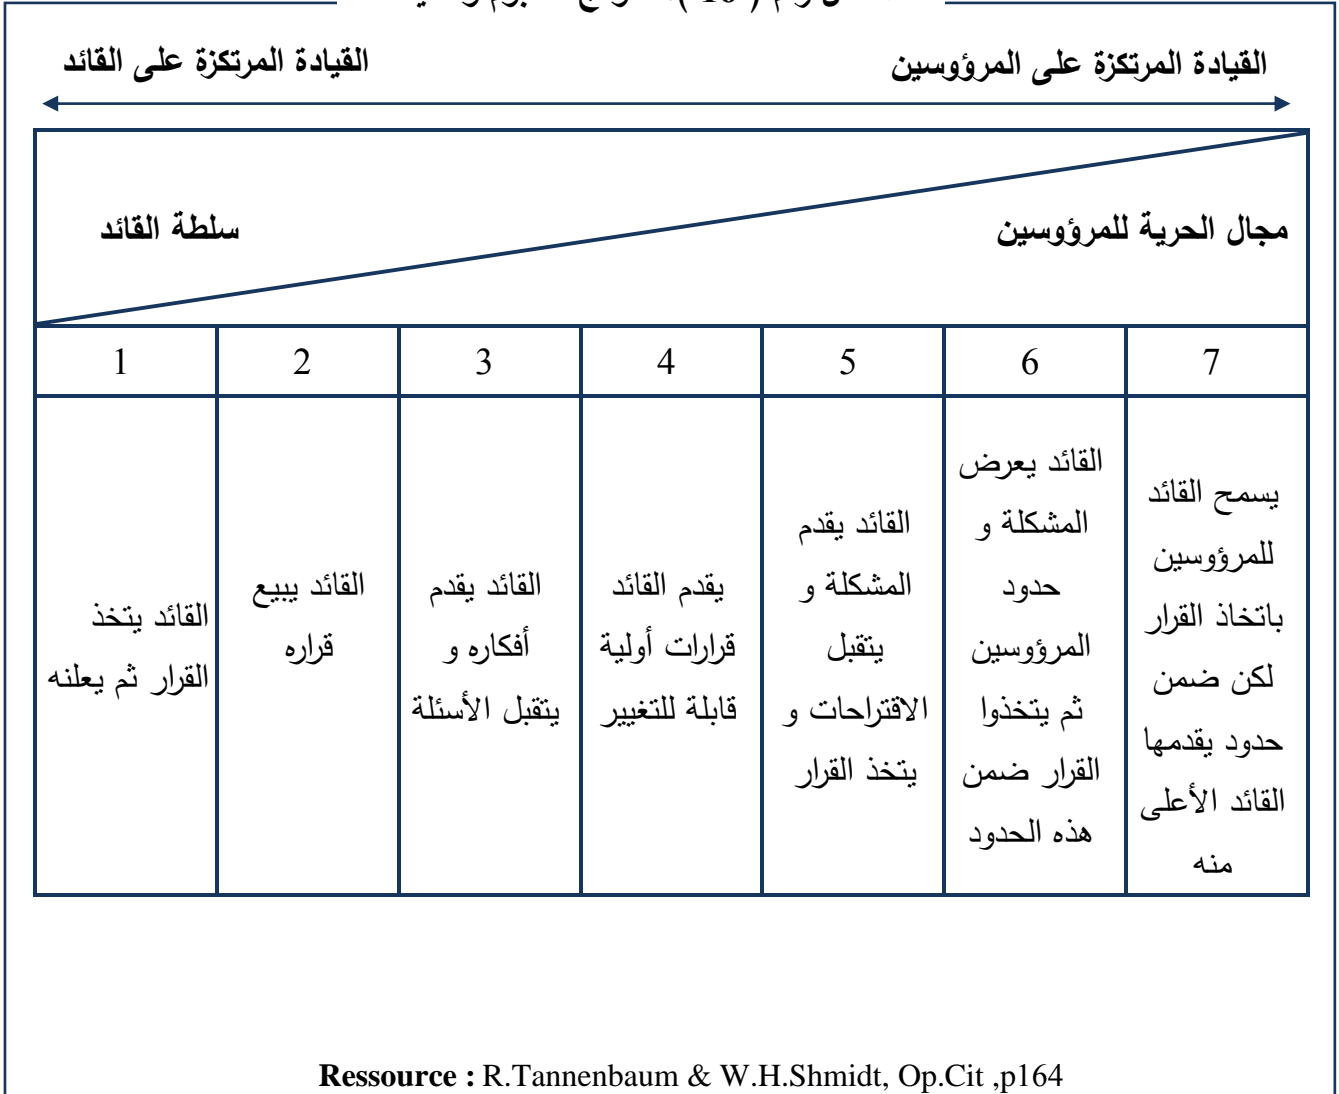 القيادة المرتكزة على المرؤوسين
القيادة المرتكزة على القائد
مجال الحرية للمرؤوسين
سلطة القائد
1
2
3
4
5
6
7
القائد يتخذ
القرار ثم يعلنه
القائد يبيع
قراره
القائد يقدم
أفكاره و
يتقبل الأسئلة
يقدم القائد
قرارات أولية
قابلة للتغيير
القائد يقدم
المشكلة و
يتقبل
الاقتراحات و
يتخذ القرار
القائد يعرض
المشكلة و
حدود
المرؤوسين
ثم يتخذوا
القرار ضمن
هذه الحدود
يسمح القائد
للمرؤوسين
باتخاذ القرار
لكن ضمن
حدود يقدمها
القائد الأعلى
منه
Ressource : R.Tannenbaum & W.H.Shmidt, Op.Cit ,p164